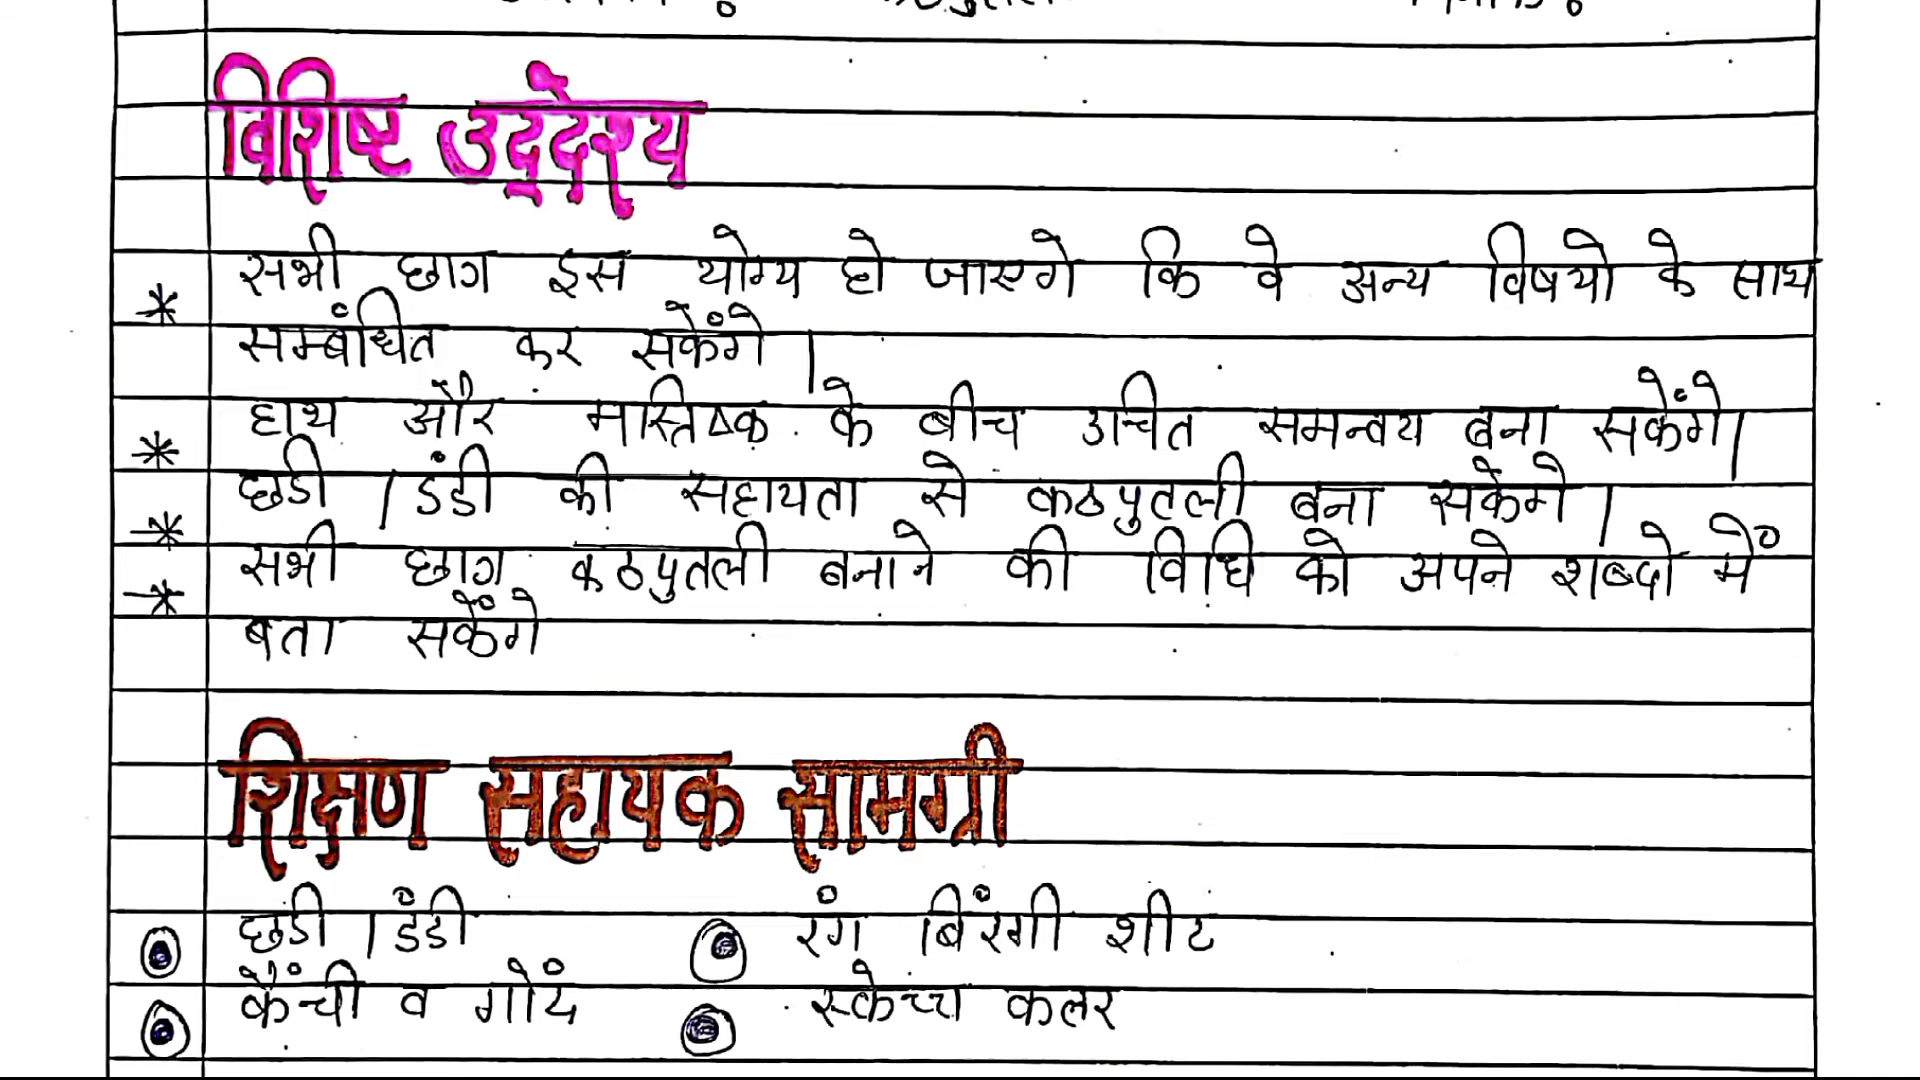 विशिष्ट उद्देश्य
* सभी छाग इस योग्य हो जाएगे कि वे अन्य विषयो के साथ
सम्बंधित कर सकेंगे।
* हाथ और मस्तिष्क के बीच उचित समन्वय बना सकेंगे।
* छडी / डंडी की सहायता से कठपुतली बना सकेगे।
* सभी छाग कठपुतली बनाने की विधि को अपने शब्दो में
बता सकेंगे
शिक्षण सहायक सामग्री
छडी / डंडी रंग बिंरगी शीट
कैंची व गोंद स्केच्च कलर